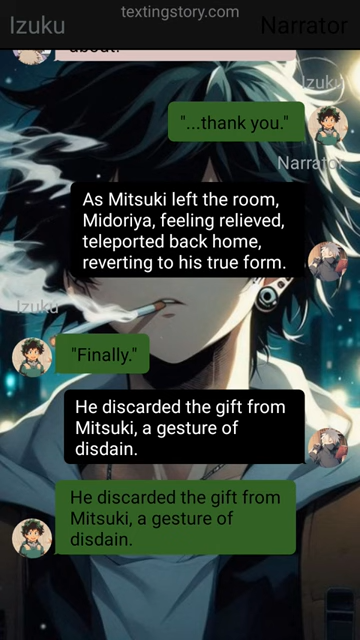 textingstory.com
Izuku
Narrator
about?"
Izuku
"...thank you."
Narrator
As Mitsuki left the room,
Midoriya, feeling relieved,
teleported back home,
reverting to his true form.
Izuku
"Finally."
He discarded the gift from
Mitsuki, a gesture of
disdain.
He discarded the gift from
Mitsuki, a gesture of
disdain.